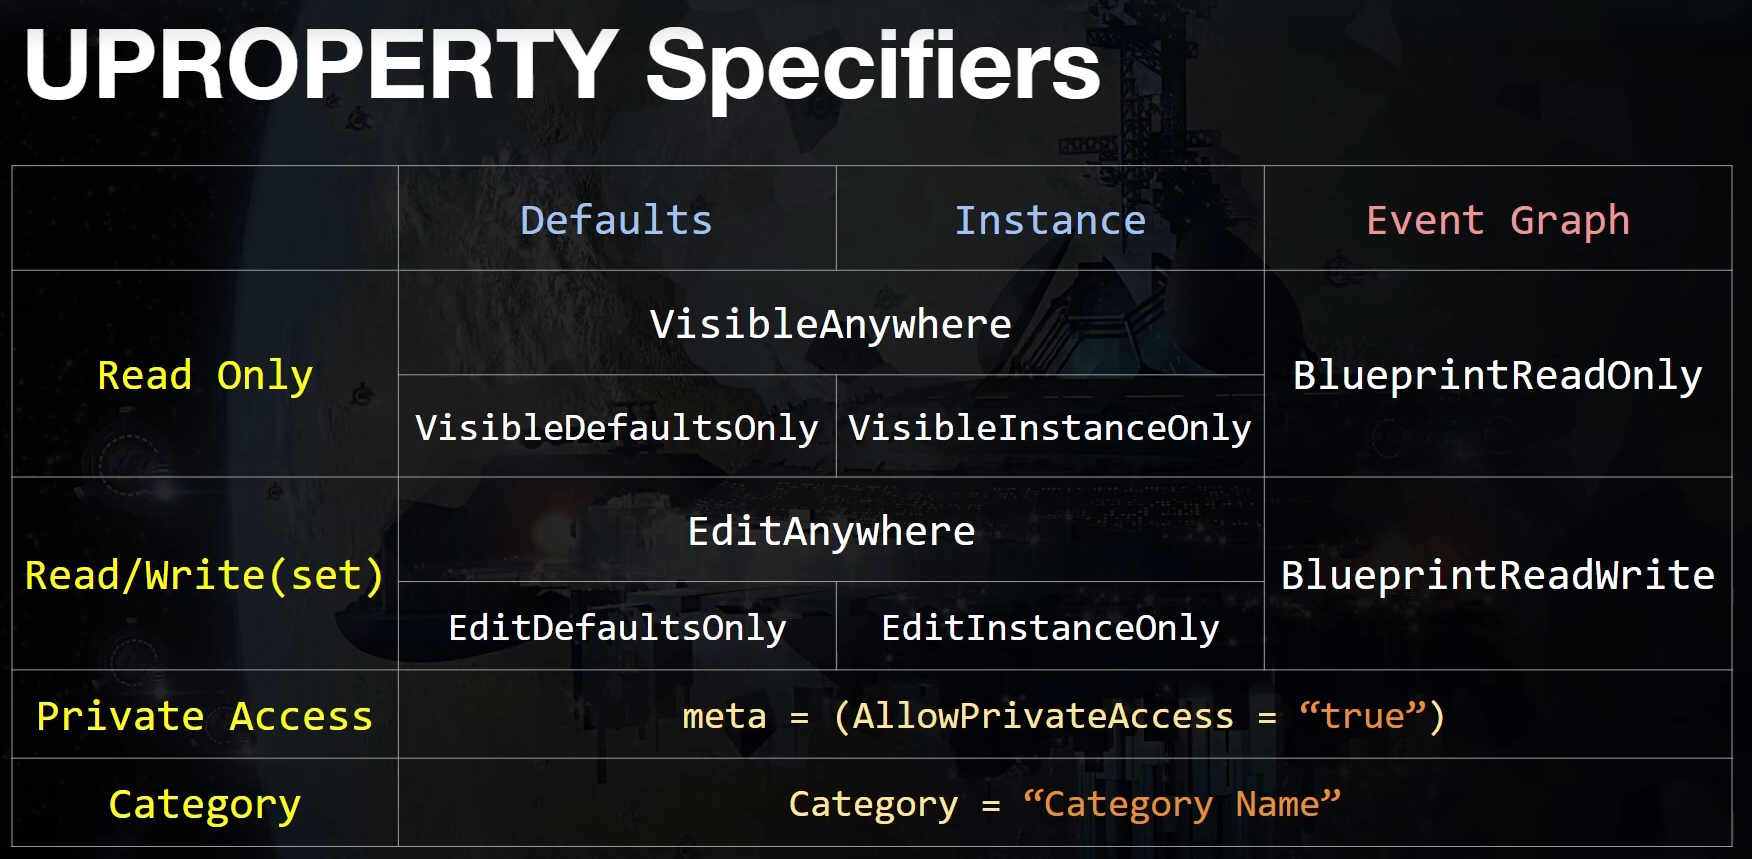 UPROPERTY Specifiers
Defaults Instance Event Graph
VisibleAnywhere
Read Only BlueprintReadOnly
VisibleDefaultsOnly VisibleInstanceOnly
EditAnywhere
Read/Write(set) BlueprintReadWrite
EditDefaultsOnly EditInstanceOnly
Private Access meta = (AllowPrivateAccess = “true”)
Category Category = “Category Name”